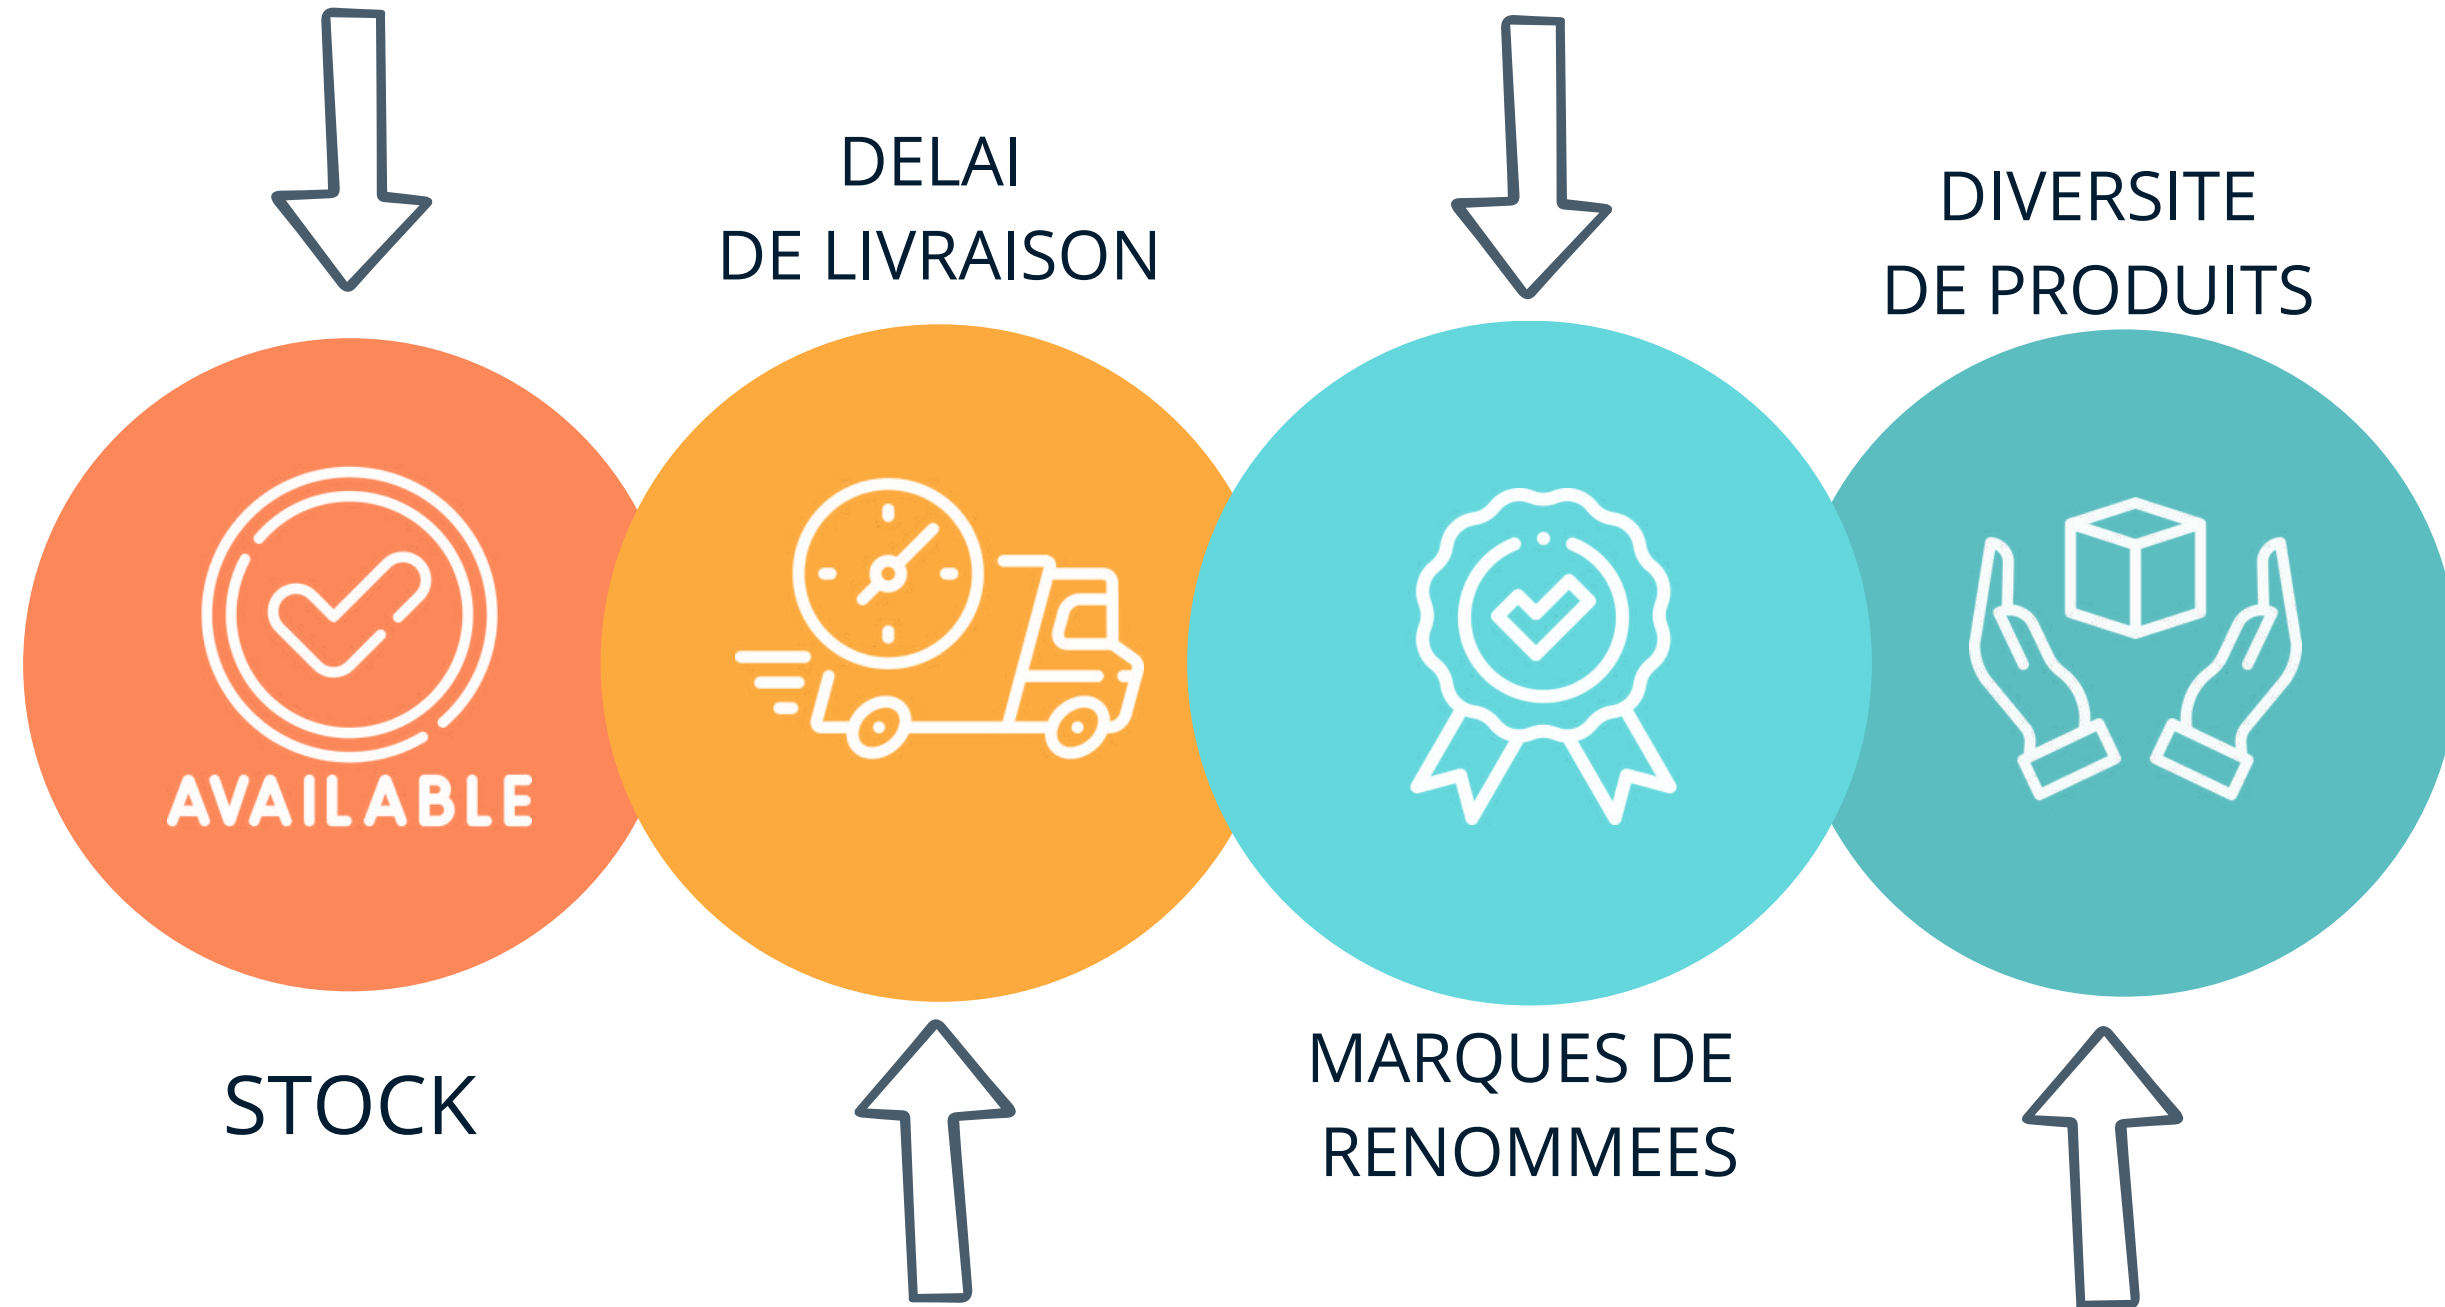 DELAI
DE LIVRAISON
DIVERSITE
DE PRODUITS
AVAILABLE
STOCK
MARQUES DE
RENOMMEES